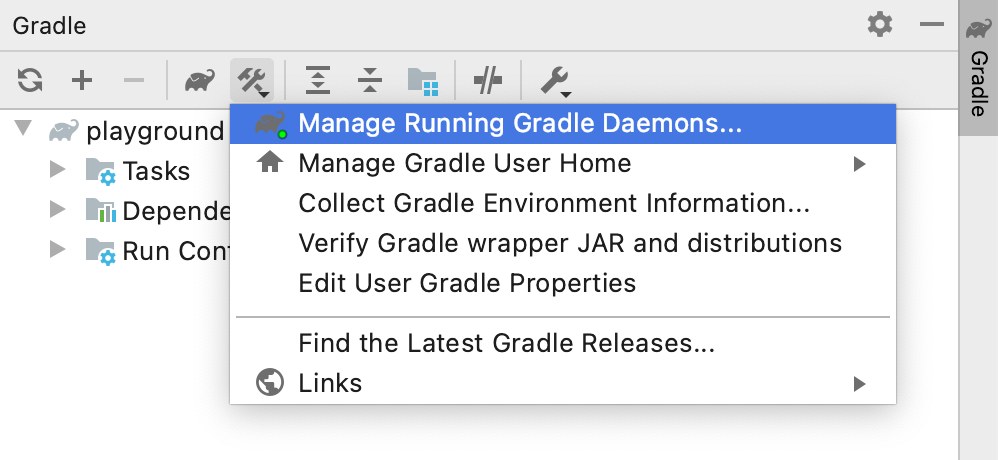 Gradle
Gradle
playground
Manage Running Gradle Daemons...
Tasks
Manage Gradle User Home
Depende
Collect Gradle Environment Information...
Run Con
Verify Gradle wrapper JAR and distributions
Edit User Gradle Properties
Find the Latest Gradle Releases...
Links